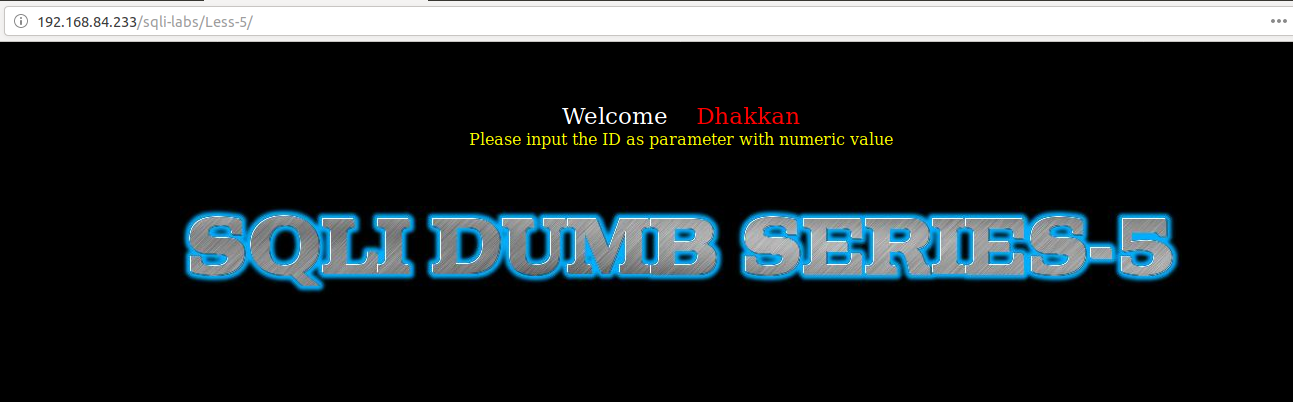 192.168.84.233/sqli-labs/Less-5/
Welcome Dhakkan
Please input the ID as parameter with numeric value
SQLI DUMB SERIES-5